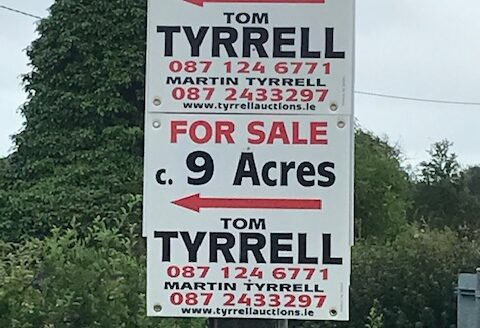 TOM
TYRRELL
087 124 6771
MARTIN TYRRELL
087 2433297
www.tyrrellauctions.ie
FOR SALE
c. 9 Acres
TOM
TYRRELL
087 124 6771
MARTIN TYRRELL
087 2433297
www.tyrrellauctions.ie